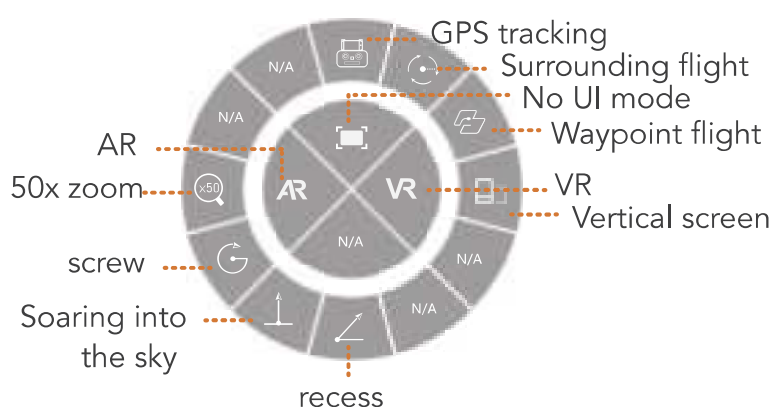 GPS tracking
Surrounding flight
No UI mode
Waypoint flight
N/A
N/A
AR
50x zoom
x50
AR
VR
VR
Vertical screen
N/A
screw
N/A
N/A
Soaring into
the sky
recess